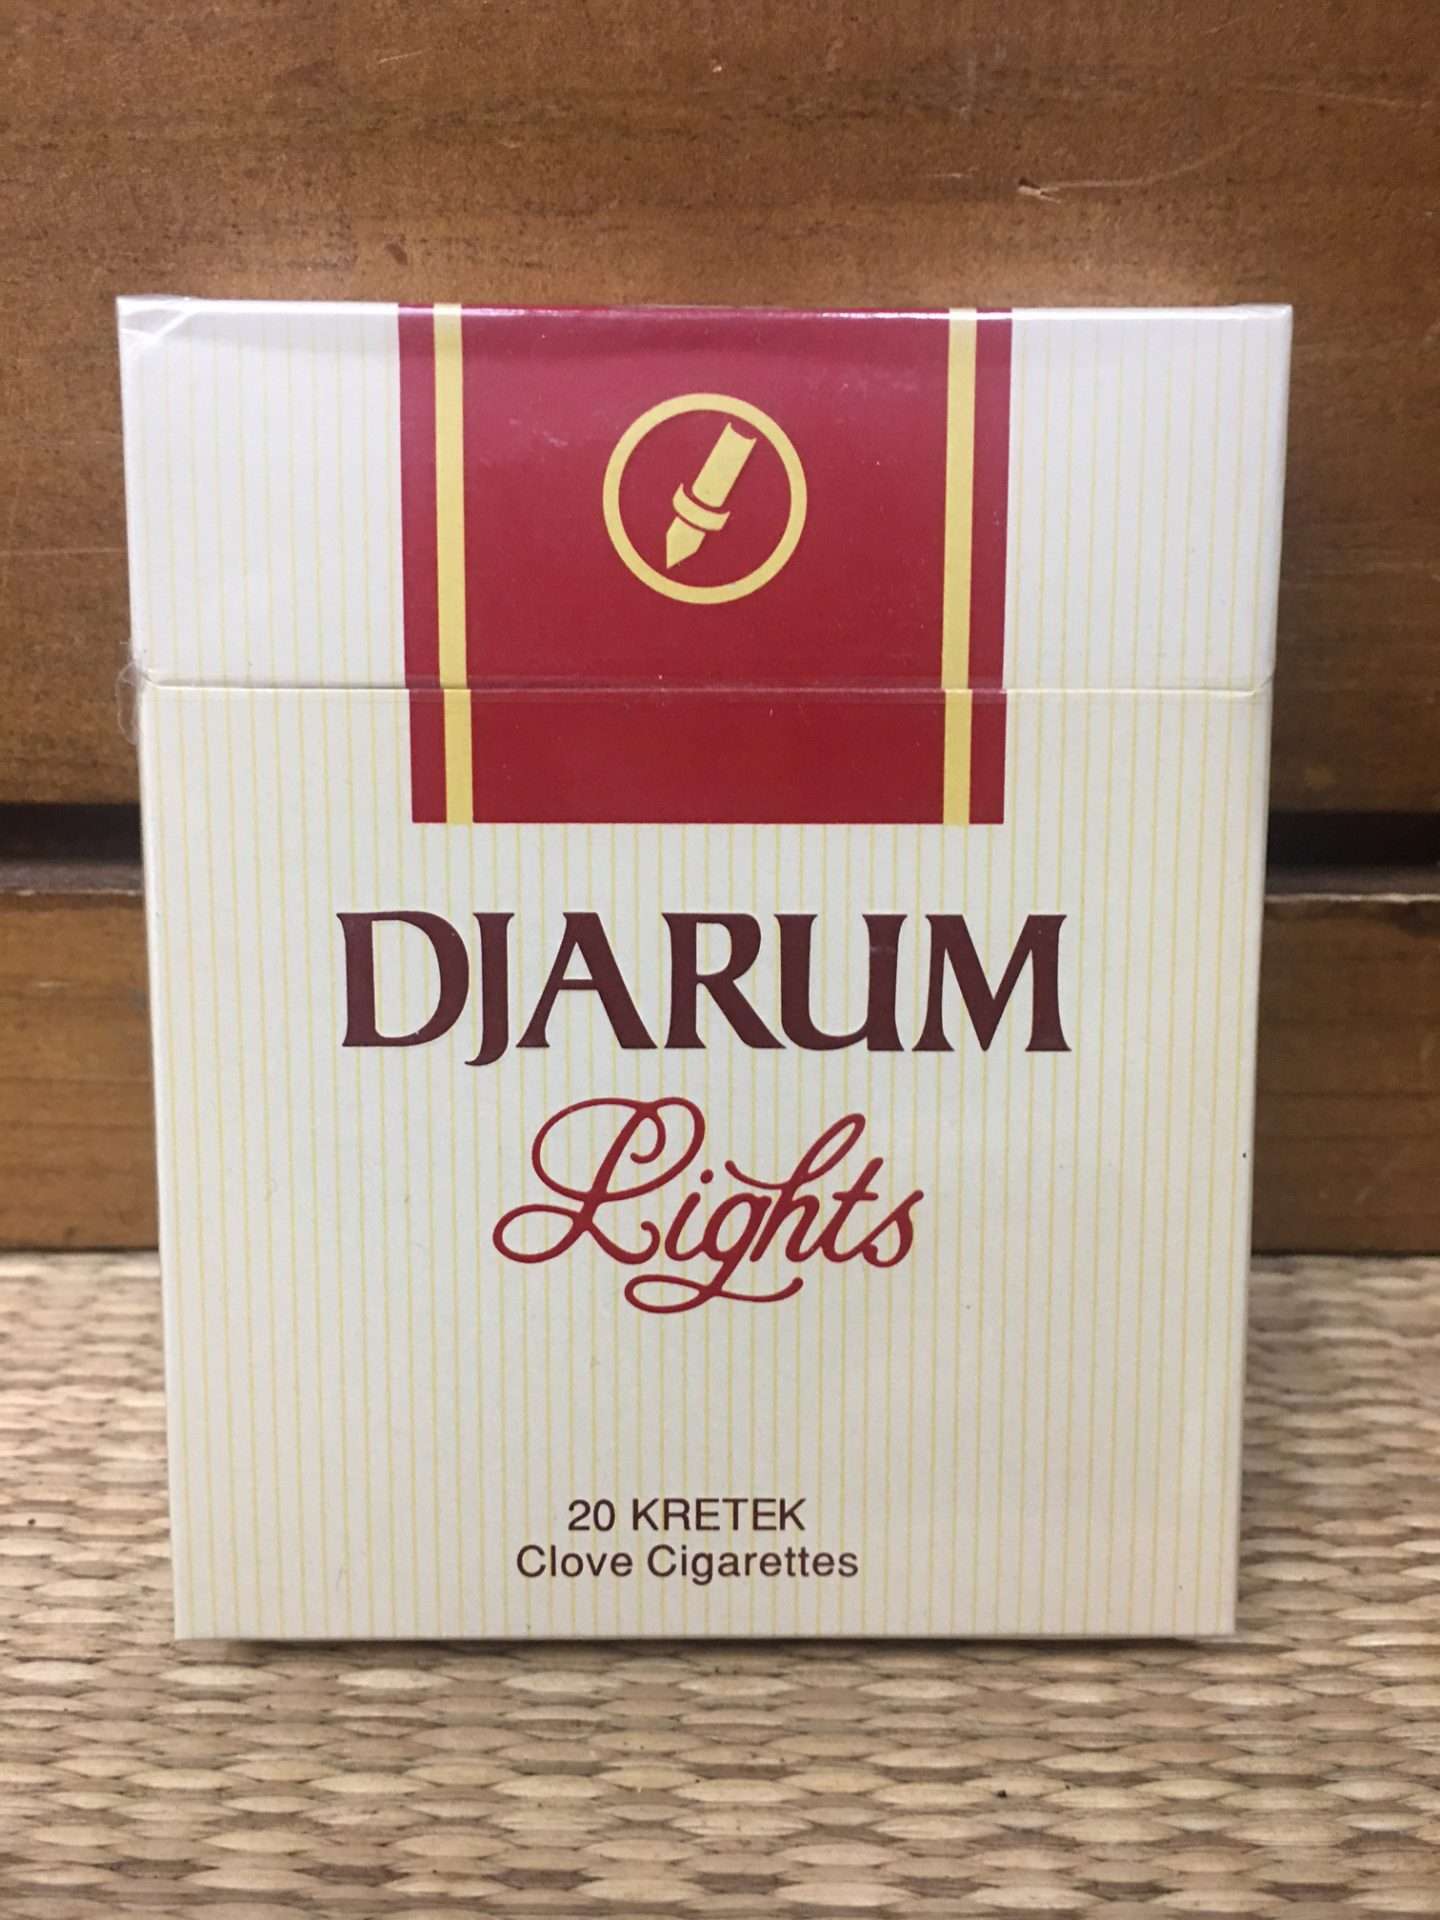 DJARUM
Lights
20 KRETEK
Clove Cigarettes